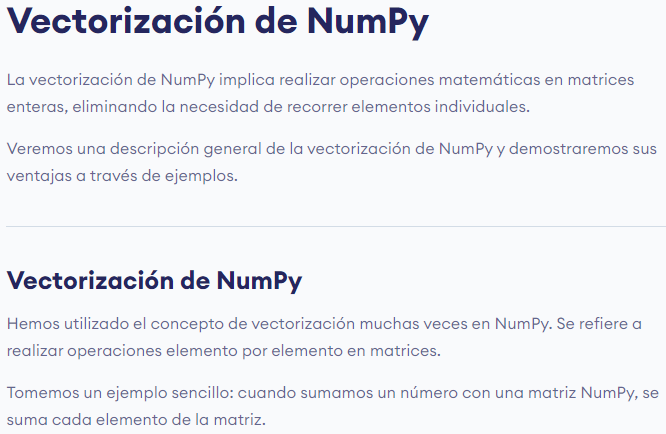 Vectorización de NumPy
La vectorización de NumPy implica realizar operaciones matemáticas en matrices
enteras, eliminando la necesidad de recorrer elementos individuales.
Veremos una descripción general de la vectorización de NumPy y demostraremos sus
ventajas a través de ejemplos.
Vectorización de NumPy
Hemos utilizado el concepto de vectorización muchas veces en NumPy. Se refiere a
realizar operaciones elemento por elemento en matrices.
Tomemos un ejemplo sencillo: cuando sumamos un número con una matriz NumPy, se
suma cada elemento de la matriz.